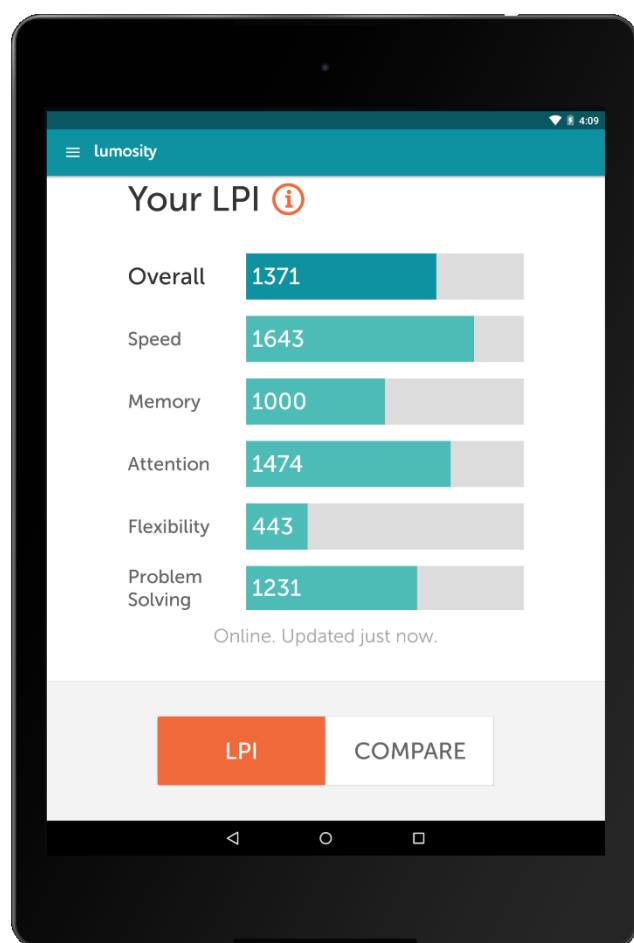 4:09
lumosity
Your LPI
Overall 1371
Speed 1643
Memory 1000
Attention 1474
Flexibility 443
Problem
Solving 1231
Online. Updated just now.
LPI COMPARE